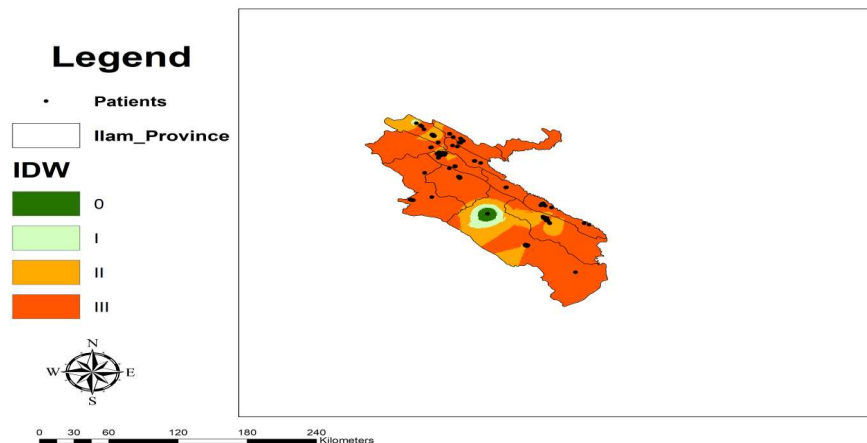 Legend
Patients
Ilam_Province
IDW
0
I
II
III
N
W E
S
0 30 60 120 180 240
Kilometers